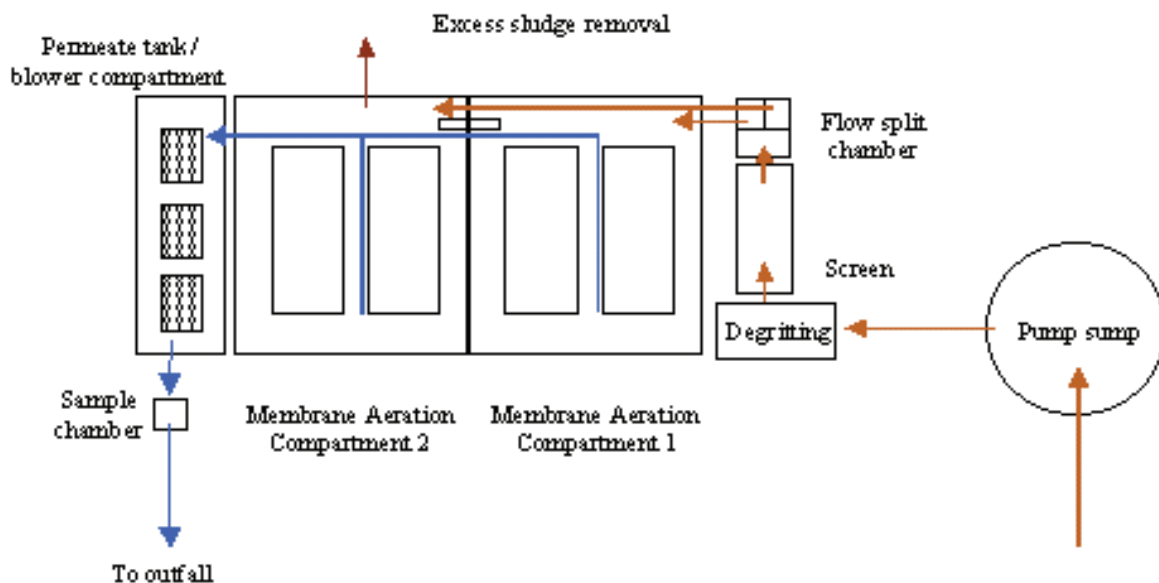 Excess sludge removal
Permeate tank /
blower compartment
Flow split
chamber
Screen
Degritting
Pump sump
Sample
chamber
Membrane Aeration
Compartment 2
Membrane Aeration
Compartment 1
To outfall